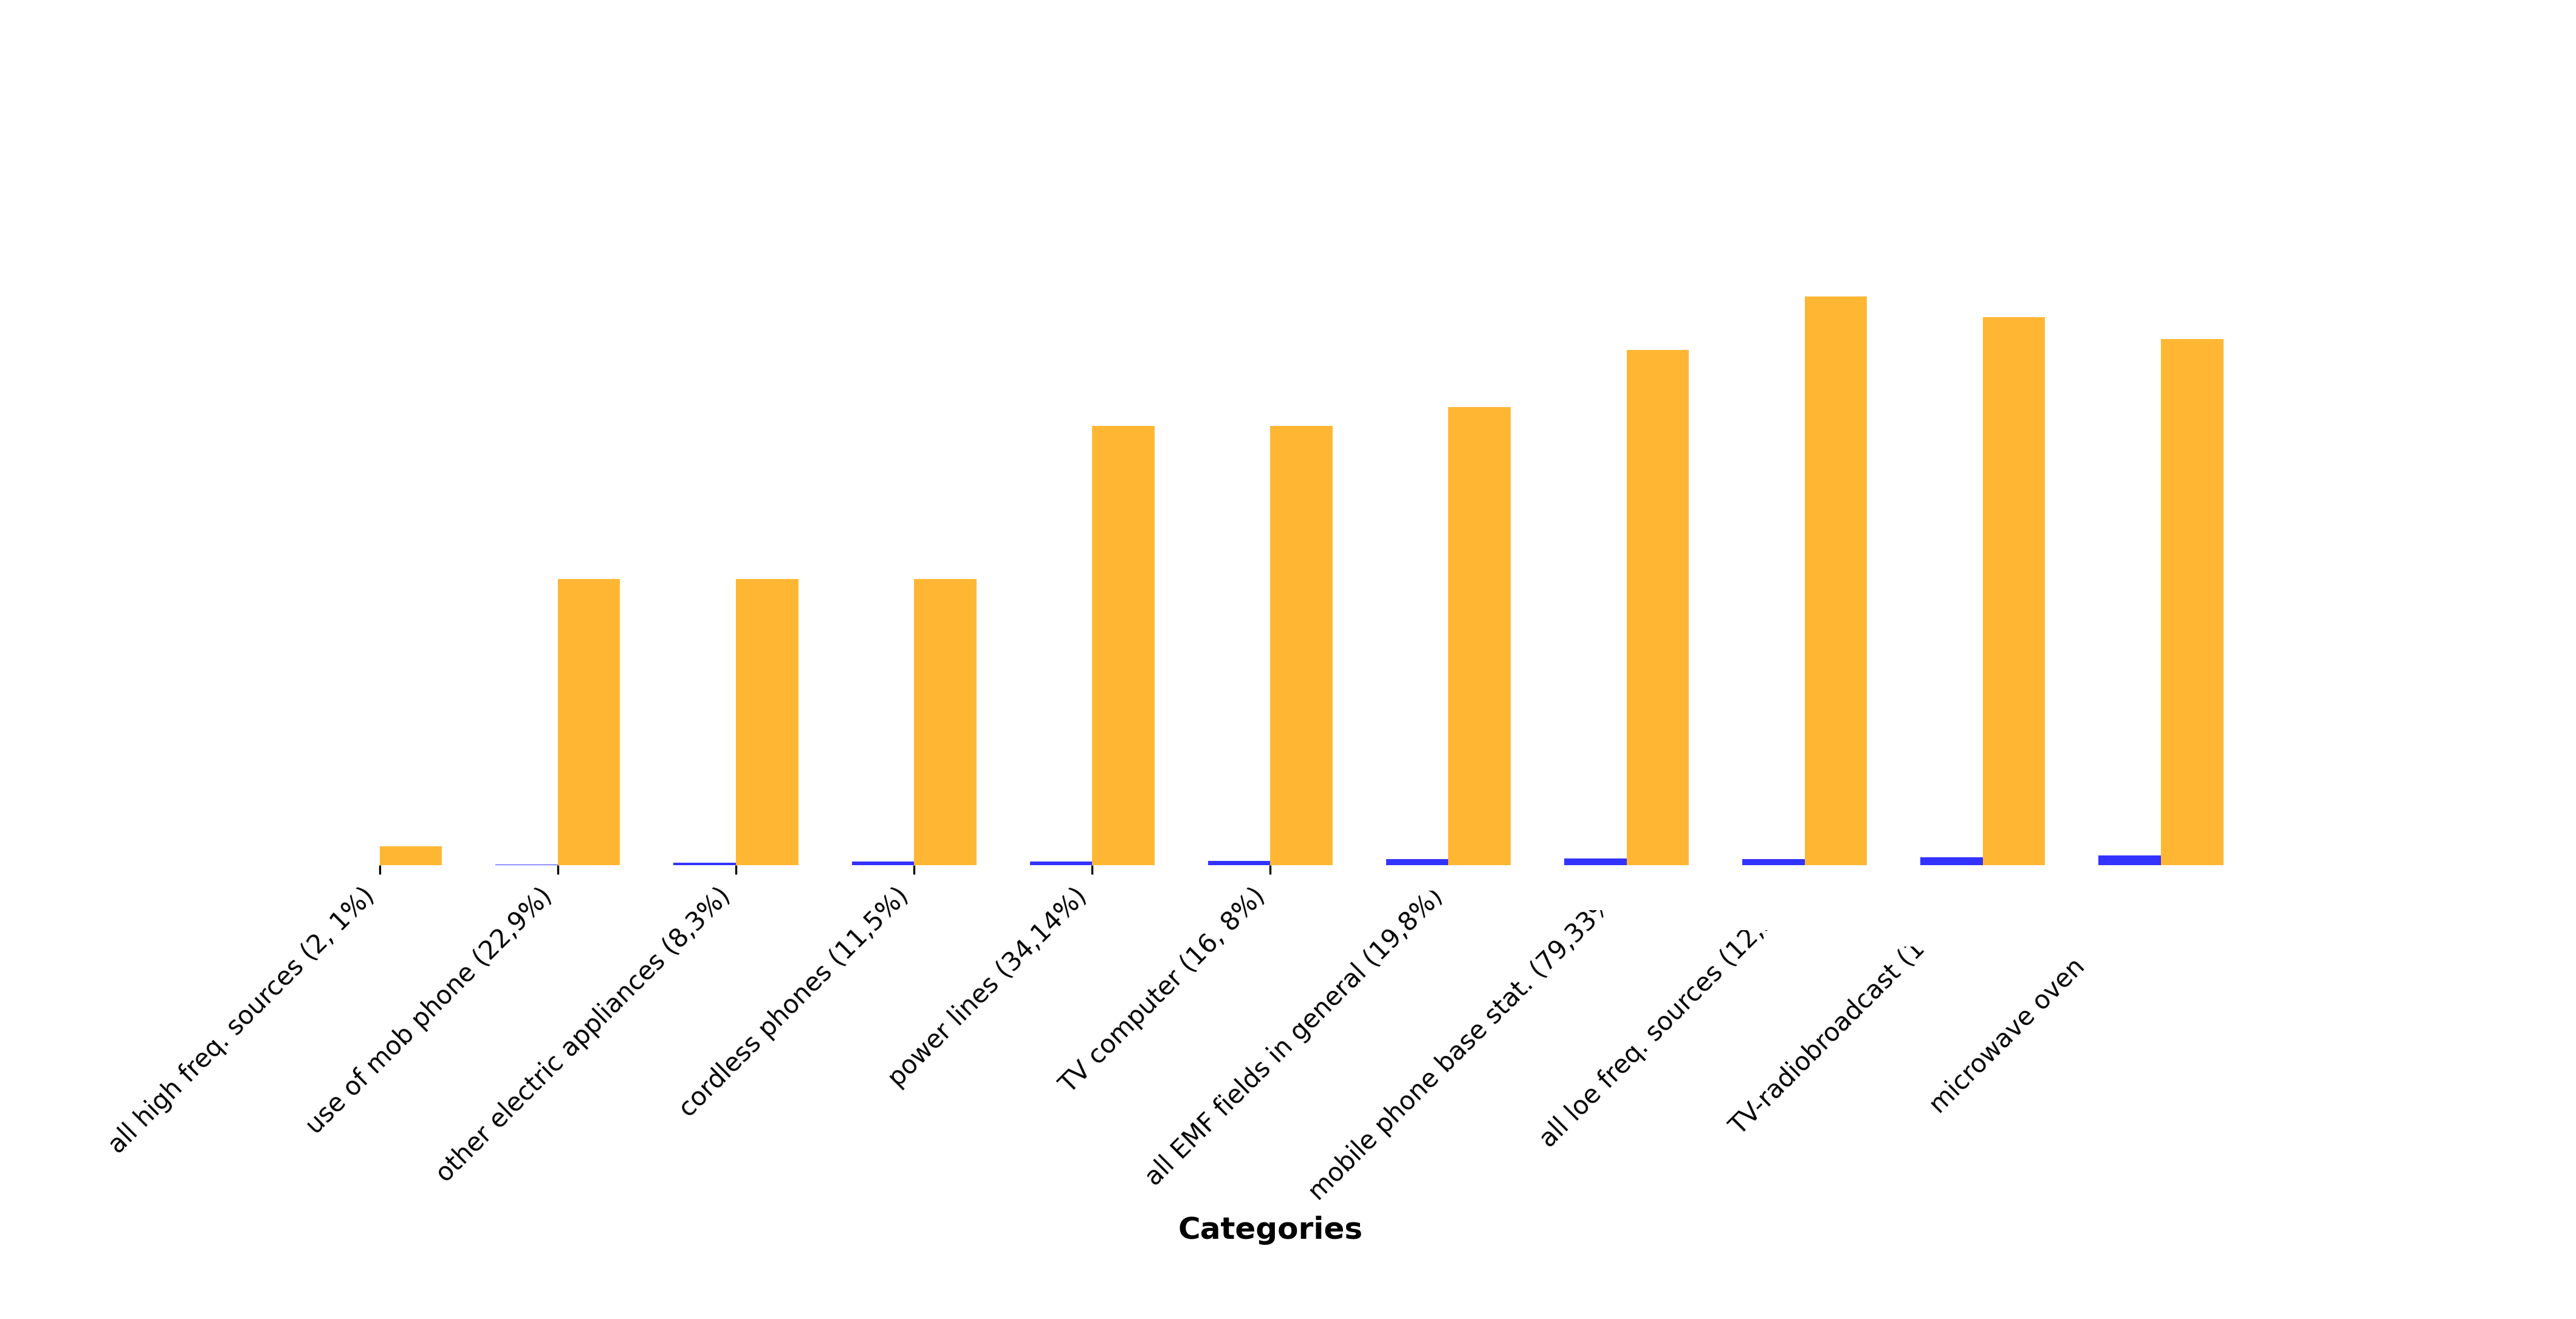 all high freq. sources (2, 1%)
use of mob phone (22,9%)
other electric appliances (8,3%)
cordless phones (11,5%)
power lines (34,14%)
TV computer (16, 8%)
all EMF fields in general (19,8%)
mobile phone base stat. (79,33
all loe freq. sources (12,
TV-radiobroadcast (
microwave oven
Categories